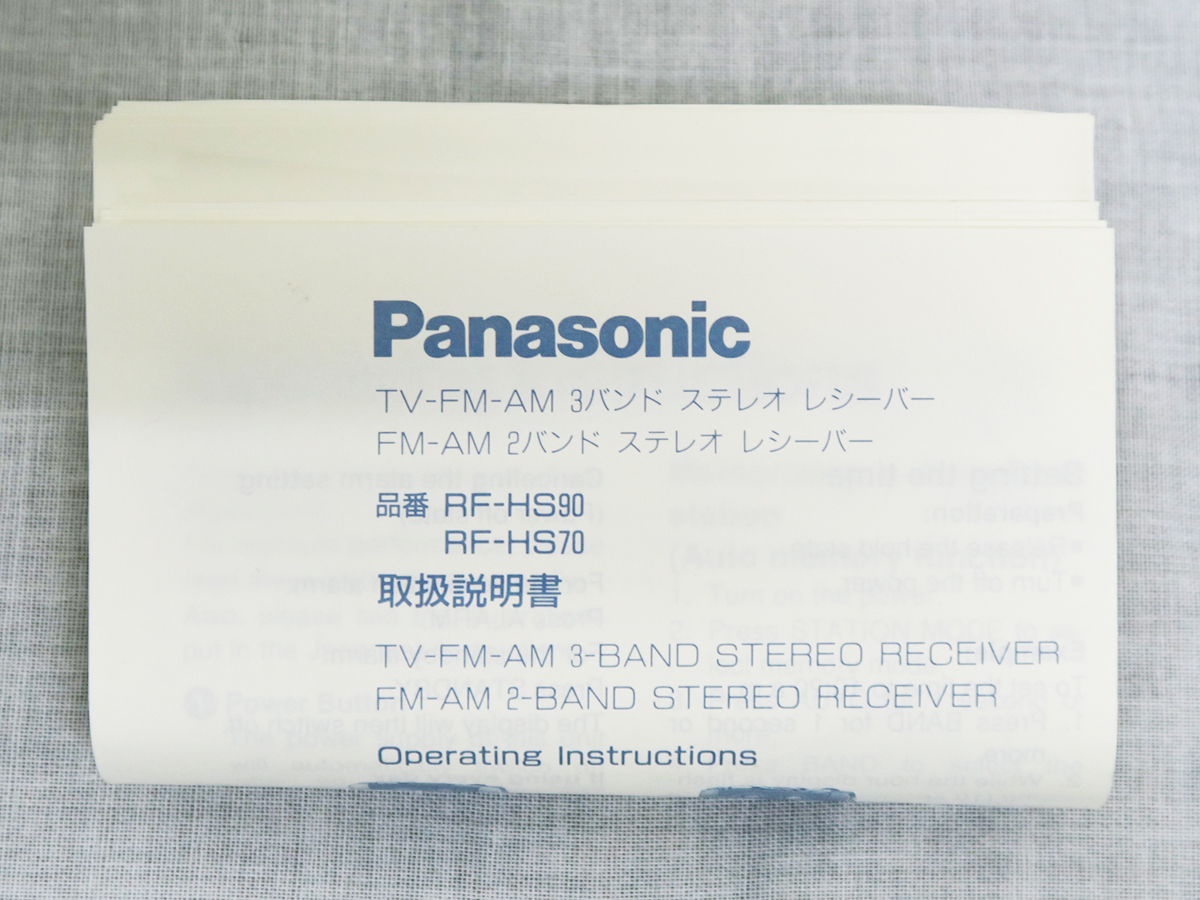 Panasonic
TV-FM-AM 3バンド ステレオ レシーバー
FM-AM 2バンド ステレオ レシーバー
品番 RF-HS90
RF-HS70
取扱説明書
TV-FM-AM 3-BAND STEREO RECEIVER
FM-AM 2-BAND STEREO RECEIVER
Operating Instructions